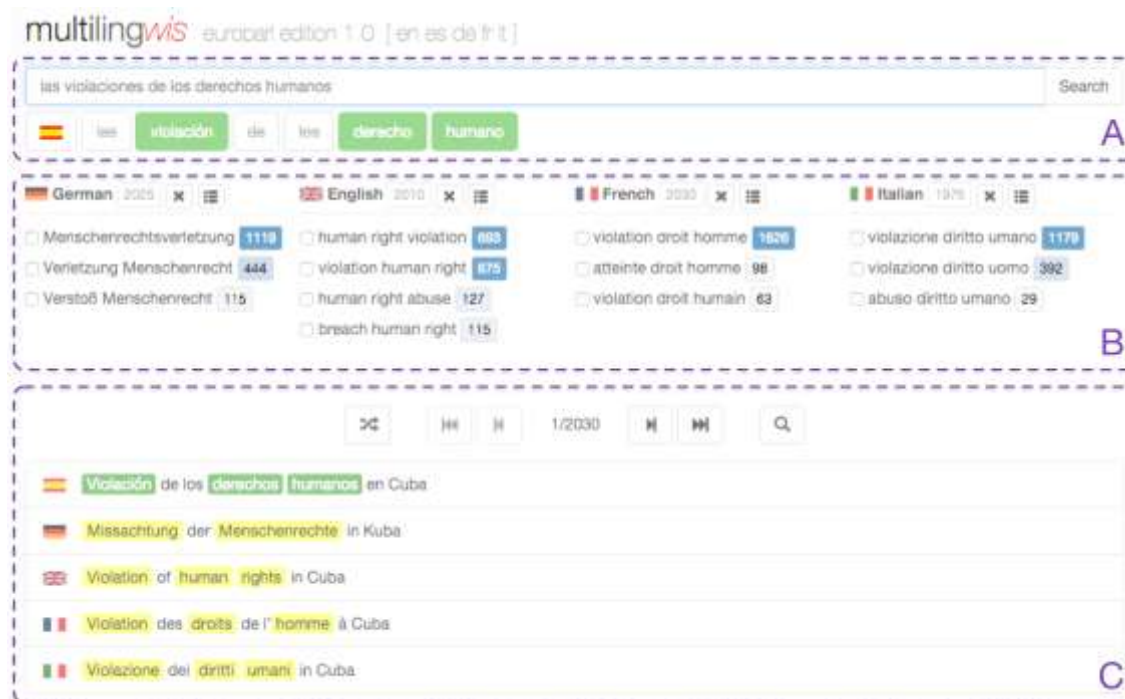 multilingwis europarl edition 1.0 [ en es de fr it ]
las violaciones de los derechos humanos Search
las violación de los derecho humano
A
German 2025 English 2010 French 2030 Italian 1975
Menschenrechtsverletzung 1119 human right violation 693 violation droit homme 1626 violazione diritto umano 1179
Verletzung Menschenrecht 444 violation human right 675 atteinte droit homme 98 violazione diritto uomo 392
Verstoß Menschenrecht 115 human right abuse 127 violation droit humain 63 abuso diritto umano 29
breach human right 115
B
1/2030
Violación de los derechos humanos en Cuba
Missachtung der Menschenrechte in Kuba
Violation of human rights in Cuba
Violation des droits de l' homme à Cuba
Violazione dei diritti umani in Cuba
C